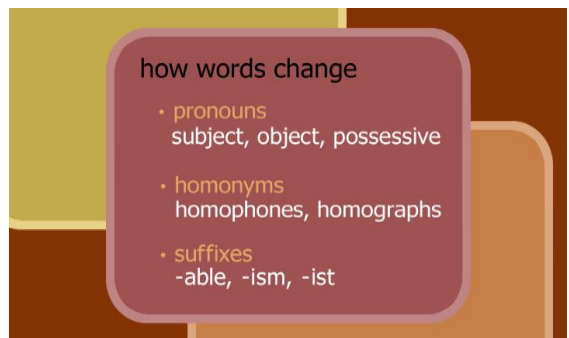 how words change
• pronouns
subject, object, possessive
• homonyms
homophones, homographs
• suffixes
-able, -ism, -ist